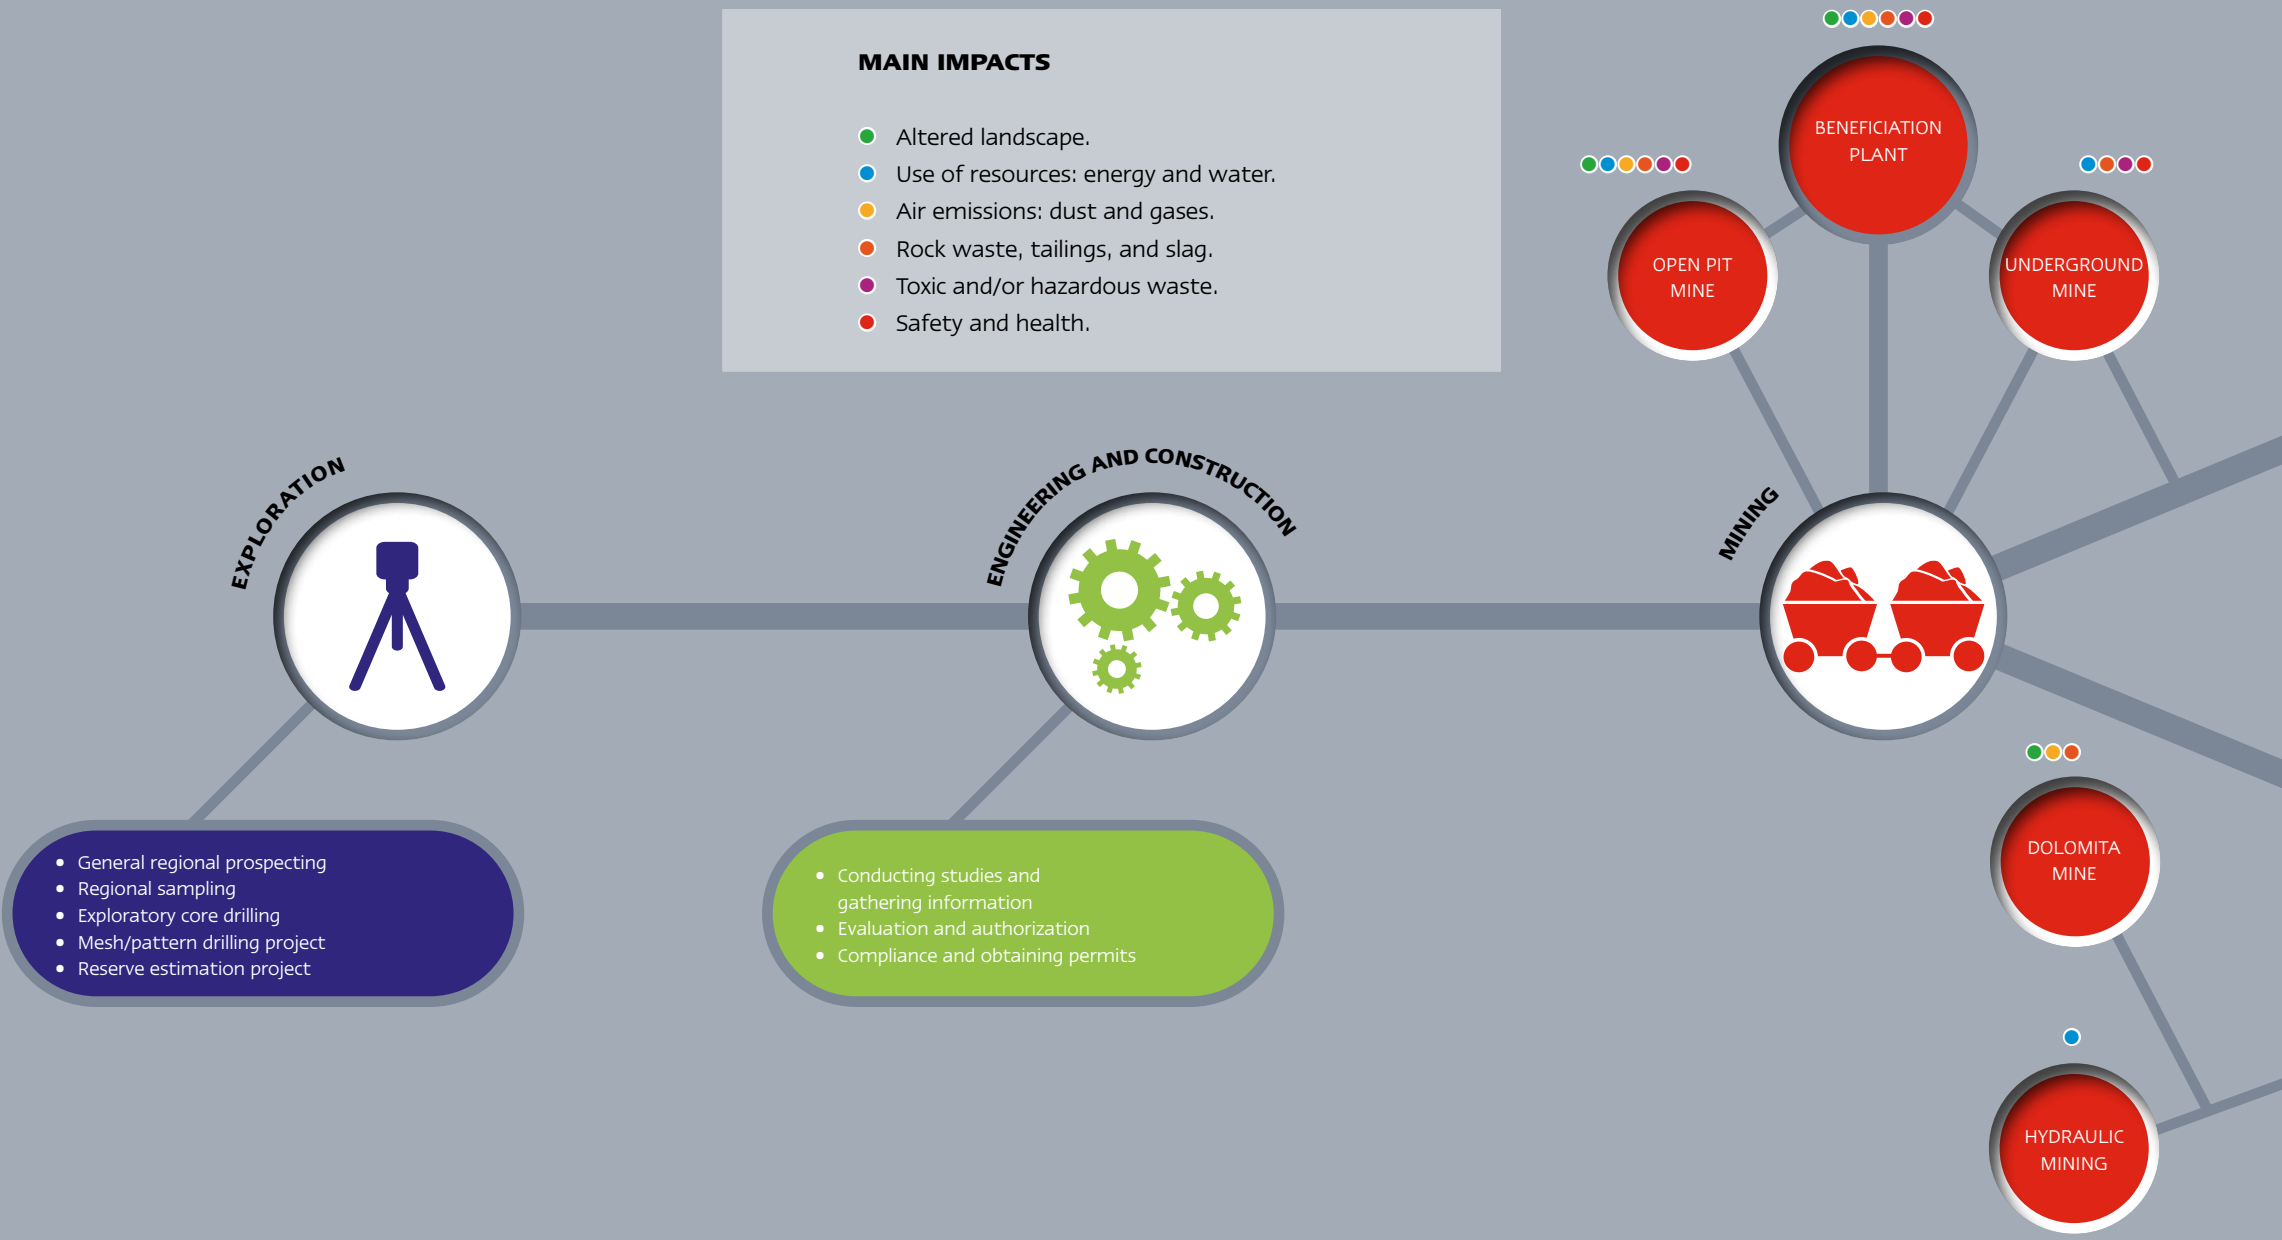 MAIN IMPACTS
Altered landscape.
Use of resources: energy and water.
Air emissions: dust and gases.
Rock waste, tailings, and slag.
Toxic and/or hazardous waste.
Safety and health.
BENEFICIATION
PLANT
OPEN PIT
MINE
UNDERGROUND
MINE
EXPLORATION
ENGINEERING AND CONSTRUCTION
MINING
• General regional prospecting
• Regional sampling
• Exploratory core drilling
• Mesh/pattern drilling project
• Reserve estimation project
• Conducting studies and
gathering information
• Evaluation and authorization
• Compliance and obtaining permits
DOLOMITA
MINE
HYDRAULIC
MINING